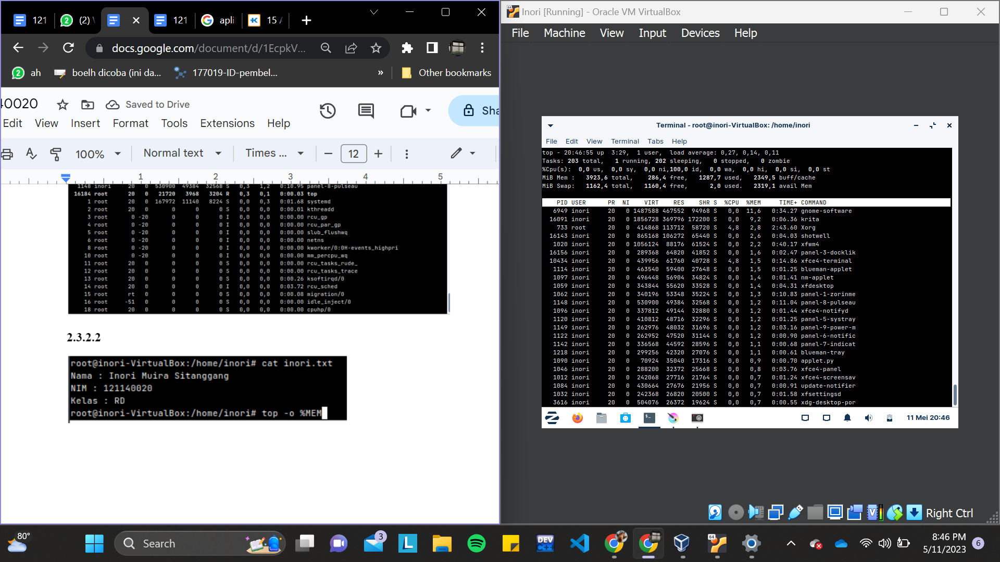 121
(2)
121
apli
15
docs.google.com/document/d/1EcpkV...
ah
boelh dicoba (ini da...
177019-ID-pembel...
»
Other bookmarks
40020
Saved to Drive
Sha
Edit View Insert Format Tools Extensions Help
100% Normal text Times ... 12
1 2 3 4 5
1148 inori 20 0 530900 49384 32568 S 0,3 1,2 0:10.95 panel-8-pulseau
16184 root 20 0 21720 3968 3204 R 0,3 0,1 0:00.03 top
1 root 20 0 167972 11140 8224 S 0,0 0,3 0:01.68 systemd
2 root 20 0 0 0 0 S 0,0 0,0 0:00.01 kthreadd
3 root 0 -20 0 0 0 I 0,0 0,0 0:00.00 rcu_gp
4 root 0 -20 0 0 0 I 0,0 0,0 0:00.00 rcu_par_gp
5 root 0 -20 0 0 0 I 0,0 0,0 0:00.00 slub_flushwq
6 root 0 -20 0 0 0 I 0,0 0,0 0:00.00 netns
8 root 0 -20 0 0 0 I 0,0 0,0 0:00.00 kworker/0:0H-events_highpri
10 root 0 -20 0 0 0 I 0,0 0,0 0:00.00 mm_percpu_wq
11 root 20 0 0 0 0 S 0,0 0,0 0:00.00 rcu_tasks_rude_
12 root 20 0 0 0 0 S 0,0 0,0 0:00.00 rcu_tasks_trace
13 root 20 0 0 0 0 S 0,0 0,0 0:00.26 ksoftirqd/0
14 root 20 0 0 0 0 I 0,0 0,0 0:03.72 rcu_sched
15 root rt 0 0 0 0 S 0,0 0,0 0:00.08 migration/0
16 root -51 0 0 0 0 S 0,0 0,0 0:00.00 idle_inject/0
18 root 20 0 0 0 0 S 0,0 0,0 0:00.00 cpuhp/0
2.3.2.2
root@inori-VirtualBox:/home/inori# cat inori.txt
Nama : Inori Muira Sitanggang
NIM : 121140020
Kelas : RD
root@inori-VirtualBox:/home/inori# top -o %MEM
Inori [Running] - Oracle VM VirtualBox
File Machine View Input Devices Help
Terminal - root@inori-VirtualBox: /home/inori
File Edit View Terminal Tabs Help
top - 20:46:55 up 3:29, 1 user, load average: 0,27, 0,14, 0,11
Tasks: 203 total, 1 running, 202 sleeping, 0 stopped, 0 zombie
%Cpu(s): 0,0 us, 0,0 sy, 0,0 ni,100,0 id, 0,0 wa, 0,0 hi, 0,0 si, 0,0 st
MiB Mem : 3923,6 total, 286,4 free, 1287,7 used, 2349,5 buff/cache
MiB Swap: 1162,4 total, 1160,4 free, 2,0 used. 2319,1 avail Mem
PID USER PR NI VIRT RES SHR S %CPU %MEM TIME+ COMMAND
6949 inori 20 0 1487588 467552 94968 S 0,0 11,6 0:34.27 gnome-software
16091 inori 20 0 1856728 369796 172200 S 0,0 9,2 0:06.36 krita
733 root 20 0 414868 113712 58720 S 4,8 2,8 2:43.60 Xorg
16143 inori 20 0 865168 106272 65440 S 0,0 2,6 0:04.03 shotwell
1020 inori 20 0 1056124 88176 61524 S 0,0 2,2 0:40.17 xfwm4
16156 inori 20 0 289368 64820 41852 S 0,0 1,6 0:02.47 panel-3-docklik
10434 inori 20 0 439956 61760 40728 S 4,8 1,5 0:14.86 xfce4-terminal
1114 inori 20 0 463540 59400 27648 S 0,0 1,5 0:01.25 blueman-applet
1097 inori 20 0 496448 56904 34824 S 0,0 1,4 0:01.41 nm-applet
1059 inori 20 0 343844 55620 33528 S 0,0 1,4 0:04.31 xfdesktop
1062 inori 20 0 340196 53348 35224 S 0,0 1,3 0:10.83 panel-1-zorinme
1148 inori 20 0 530900 49384 32568 S 0,0 1,2 0:11.04 panel-8-pulseau
1096 inori 20 0 337812 49144 32880 S 0,0 1,2 0:01.44 xfce4-notifyd
1120 inori 20 0 410812 48716 32296 S 0,0 1,2 0:01.25 panel-5-systray
1149 inori 20 0 262976 48032 31696 S 0,0 1,2 0:03.16 panel-9-power-m
1122 inori 20 0 262952 47520 31144 S 0,0 1,2 0:00.90 panel-6-notific
1142 inori 20 0 336568 44592 28596 S 0,0 1,1 0:00.68 panel-7-indicat
1218 inori 20 0 299256 42320 27076 S 0,0 1,1 0:00.61 blueman-tray
1090 inori 20 0 70924 35040 17316 S 0,0 0,9 0:00.70 applet.py
1046 inori 20 0 288200 32372 25668 S 0,0 0,8 0:03.76 xfce4-panel
1012 inori 20 0 242068 27716 21764 S 0,0 0,7 0:01.24 xfce4-screensav
1084 inori 20 0 430664 27676 21956 S 0,0 0,7 0:00.91 update-notifier
1032 inori 20 0 242368 26820 20500 S 0,0 0,7 0:01.58 xfsettingsd
3616 inori 20 0 504076 26372 19624 S 0,0 0,7 0:00.55 xdg-desktop-por
11 Mei 20:46
Right Ctrl
80°
Search
3
DEV C++
8:46 PM
5/11/2023
6